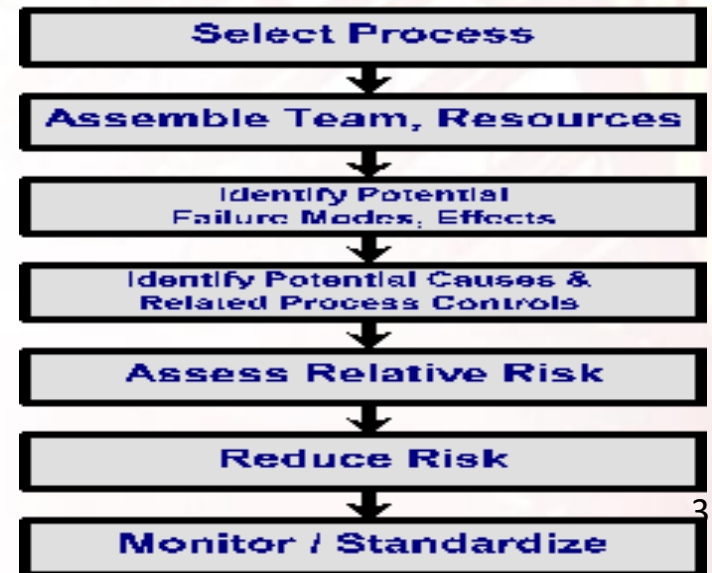 Select Process
Assemble Team, Resources
Identify Potential
Failure Modes, Effects
Identify Potential Causes &
Related Process Controls
Assess Relative Risk
Reduce Risk
3
Monitor / Standardize